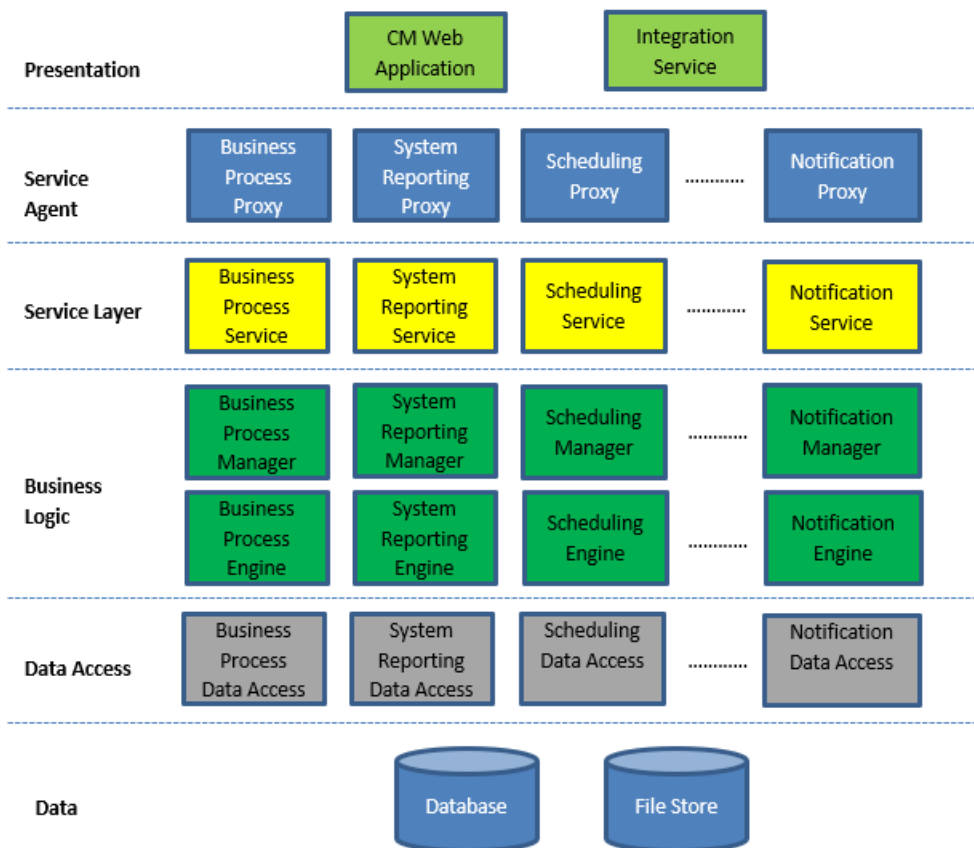 Presentation
CM Web
Application
Integration
Service
Service
Agent
Business
Process
Proxy
System
Reporting
Proxy
Scheduling
Proxy
............
Notification
Proxy
Service Layer
Business
Process
Service
System
Reporting
Service
Scheduling
Service
............
Notification
Service
Business
Logic
Business
Process
Manager
System
Reporting
Manager
Scheduling
Manager
............
Notification
Manager
Business
Process
Engine
System
Reporting
Engine
Scheduling
Engine
............
Notification
Engine
Data Access
Business
Process
Data Access
System
Reporting
Data Access
Scheduling
Data Access
............
Notification
Data Access
Data
Database
File Store